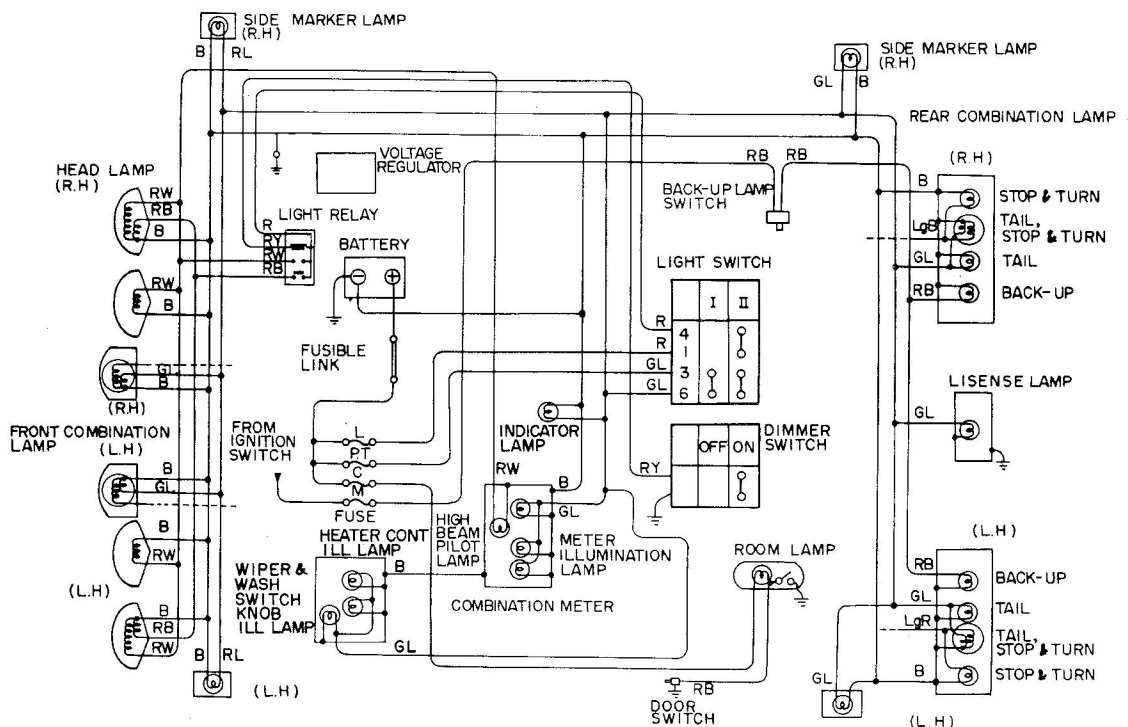 SIDE MARKER LAMP
(R.H)
B RL
SIDE MARKER LAMP
(R.H)
GL B
REAR COMBINATION LAMP
(R.H)
HEAD LAMP
(R.H)
RW
RB
B
RW
B
GL
B
(R.H)
FRONT COMBINATION
LAMP (L.H)
B
GL
B
RW
(L.H)
B
RB
RW
B RL
(L.H)
VOLTAGE
REGULATOR
LIGHT RELAY
R
RY
RW
RB
BATTERY
FUSIBLE
LINK
FROM
IGNITION
SWITCH
L
P.T
C
M
FUSE
HEATER CONT
ILL LAMP
WIPER &
WASH
SWITCH
KNOB
ILL LAMP
B
GL
HIGH
BEAM
PILOT
LAMP
RW
B
GL
METER
ILLUMINATION
LAMP
COMBINATION METER
INDICATOR
LAMP
RB RB
BACK-UP LAMP
SWITCH
LIGHT SWITCH
I II
R 4
R 1
GL 3
GL 6
DIMMER
SWITCH
OFF ON
RY
ROOM LAMP
RB
DOOR
SWITCH
B
STOP & TURN
LgB
TAIL,
STOP & TURN
GL
TAIL
RB
BACK-UP
LISENSE LAMP
GL
(L.H)
RB
BACK-UP
GL
TAIL
LgR
TAIL,
STOP & TURN
B
STOP & TURN
GL
(L.H)